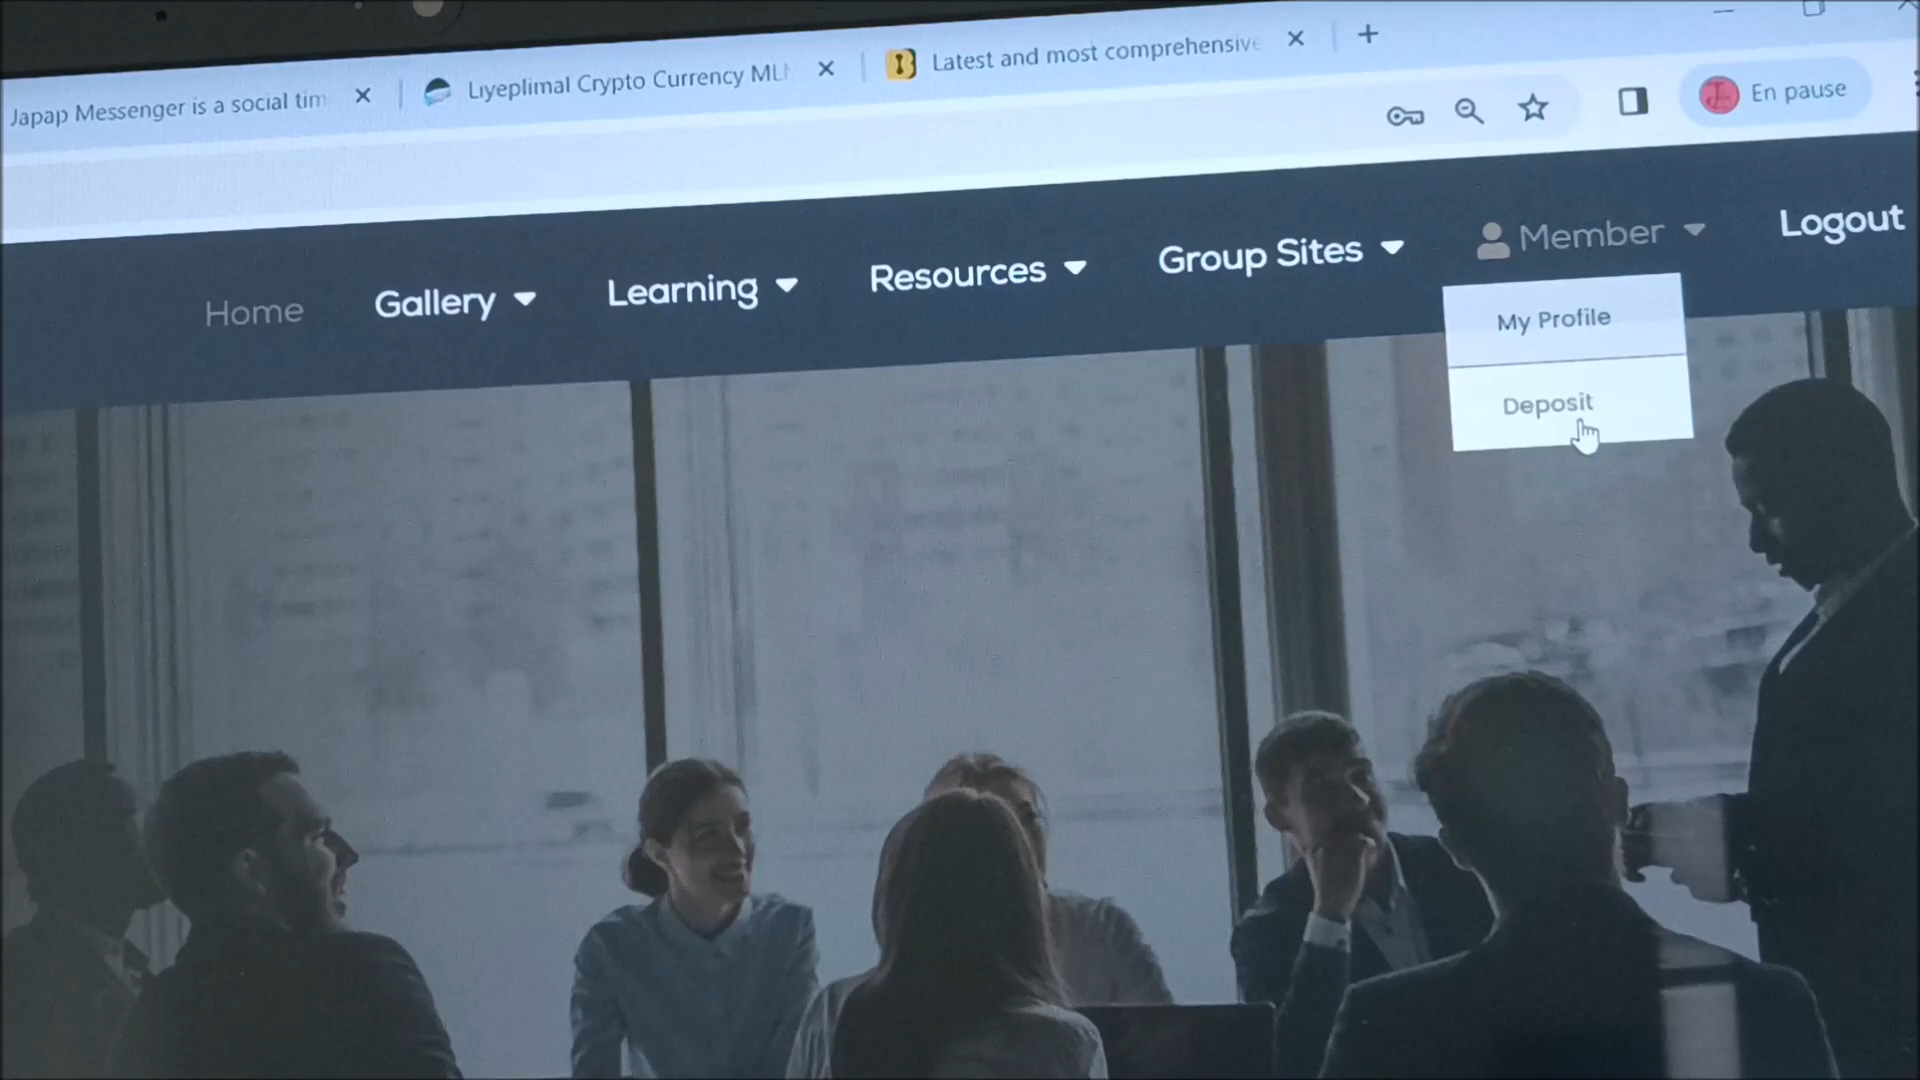 Japap Messenger is a social tim
Liyeplimal Crypto Currency ML
Latest and most comprehensive
En pause
Home
Gallery
Learning
Resources
Group Sites
Member
Logout
My Profile
Deposit